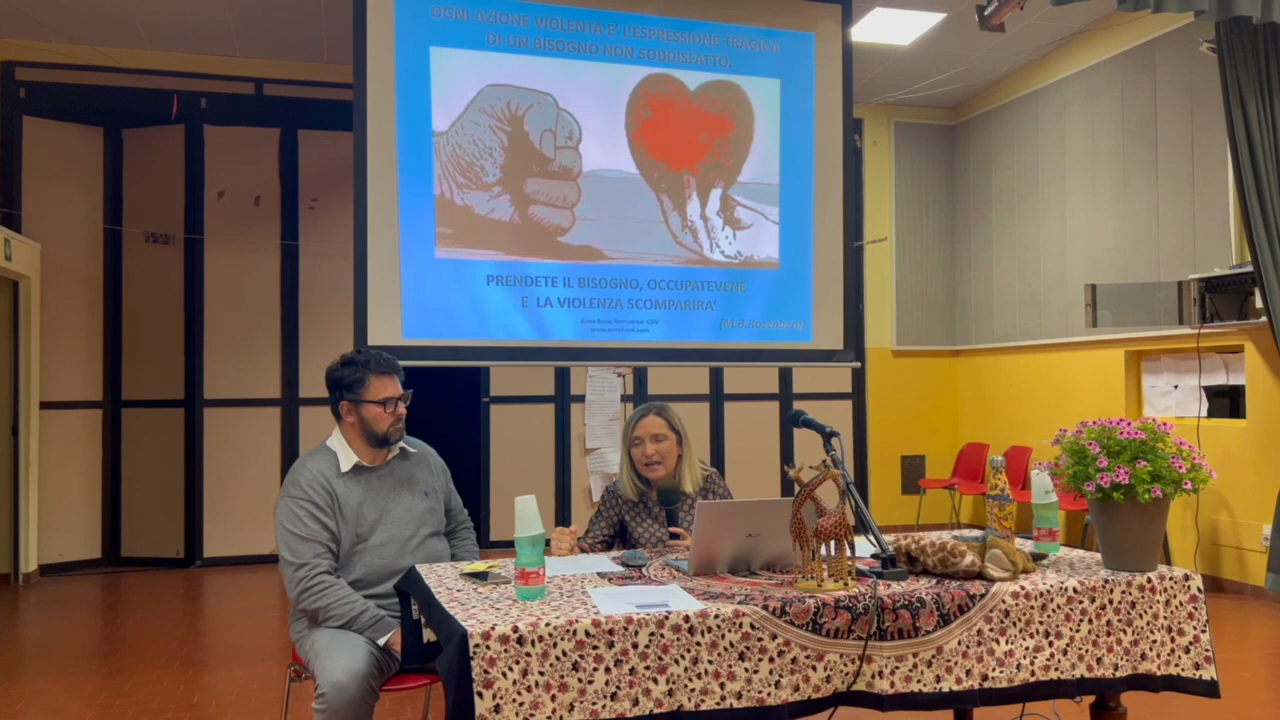 OGNI AZIONE VIOLENTA E' L'ESPRESSIONE TRAGICA
DI UN BISOGNO NON SODDISFATTO.
PRENDETE IL BISOGNO, OCCUPATEVENE
E LA VIOLENZA SCOMPARIRA'
(M.B.Rosenberg)